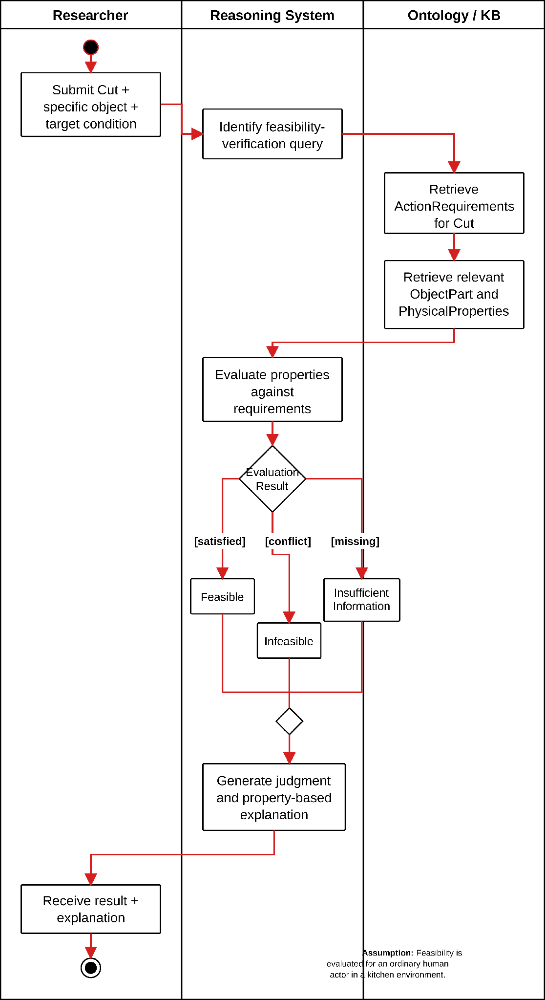 Researcher
Reasoning System
Ontology / KB
Submit Cut +
specific object +
target condition
Identify feasibility-
verification query
Retrieve
ActionRequirements
for Cut
Retrieve relevant
ObjectPart and
PhysicalProperties
Evaluate properties
against
requirements
Evaluation
Result
[satisfied]
[conflict]
[missing]
Feasible
Insufficient
Information
Infeasible
Generate judgment
and property-based
explanation
Receive result +
explanation
Assumption: Feasibility is
evaluated for an ordinary human
actor in a kitchen environment.